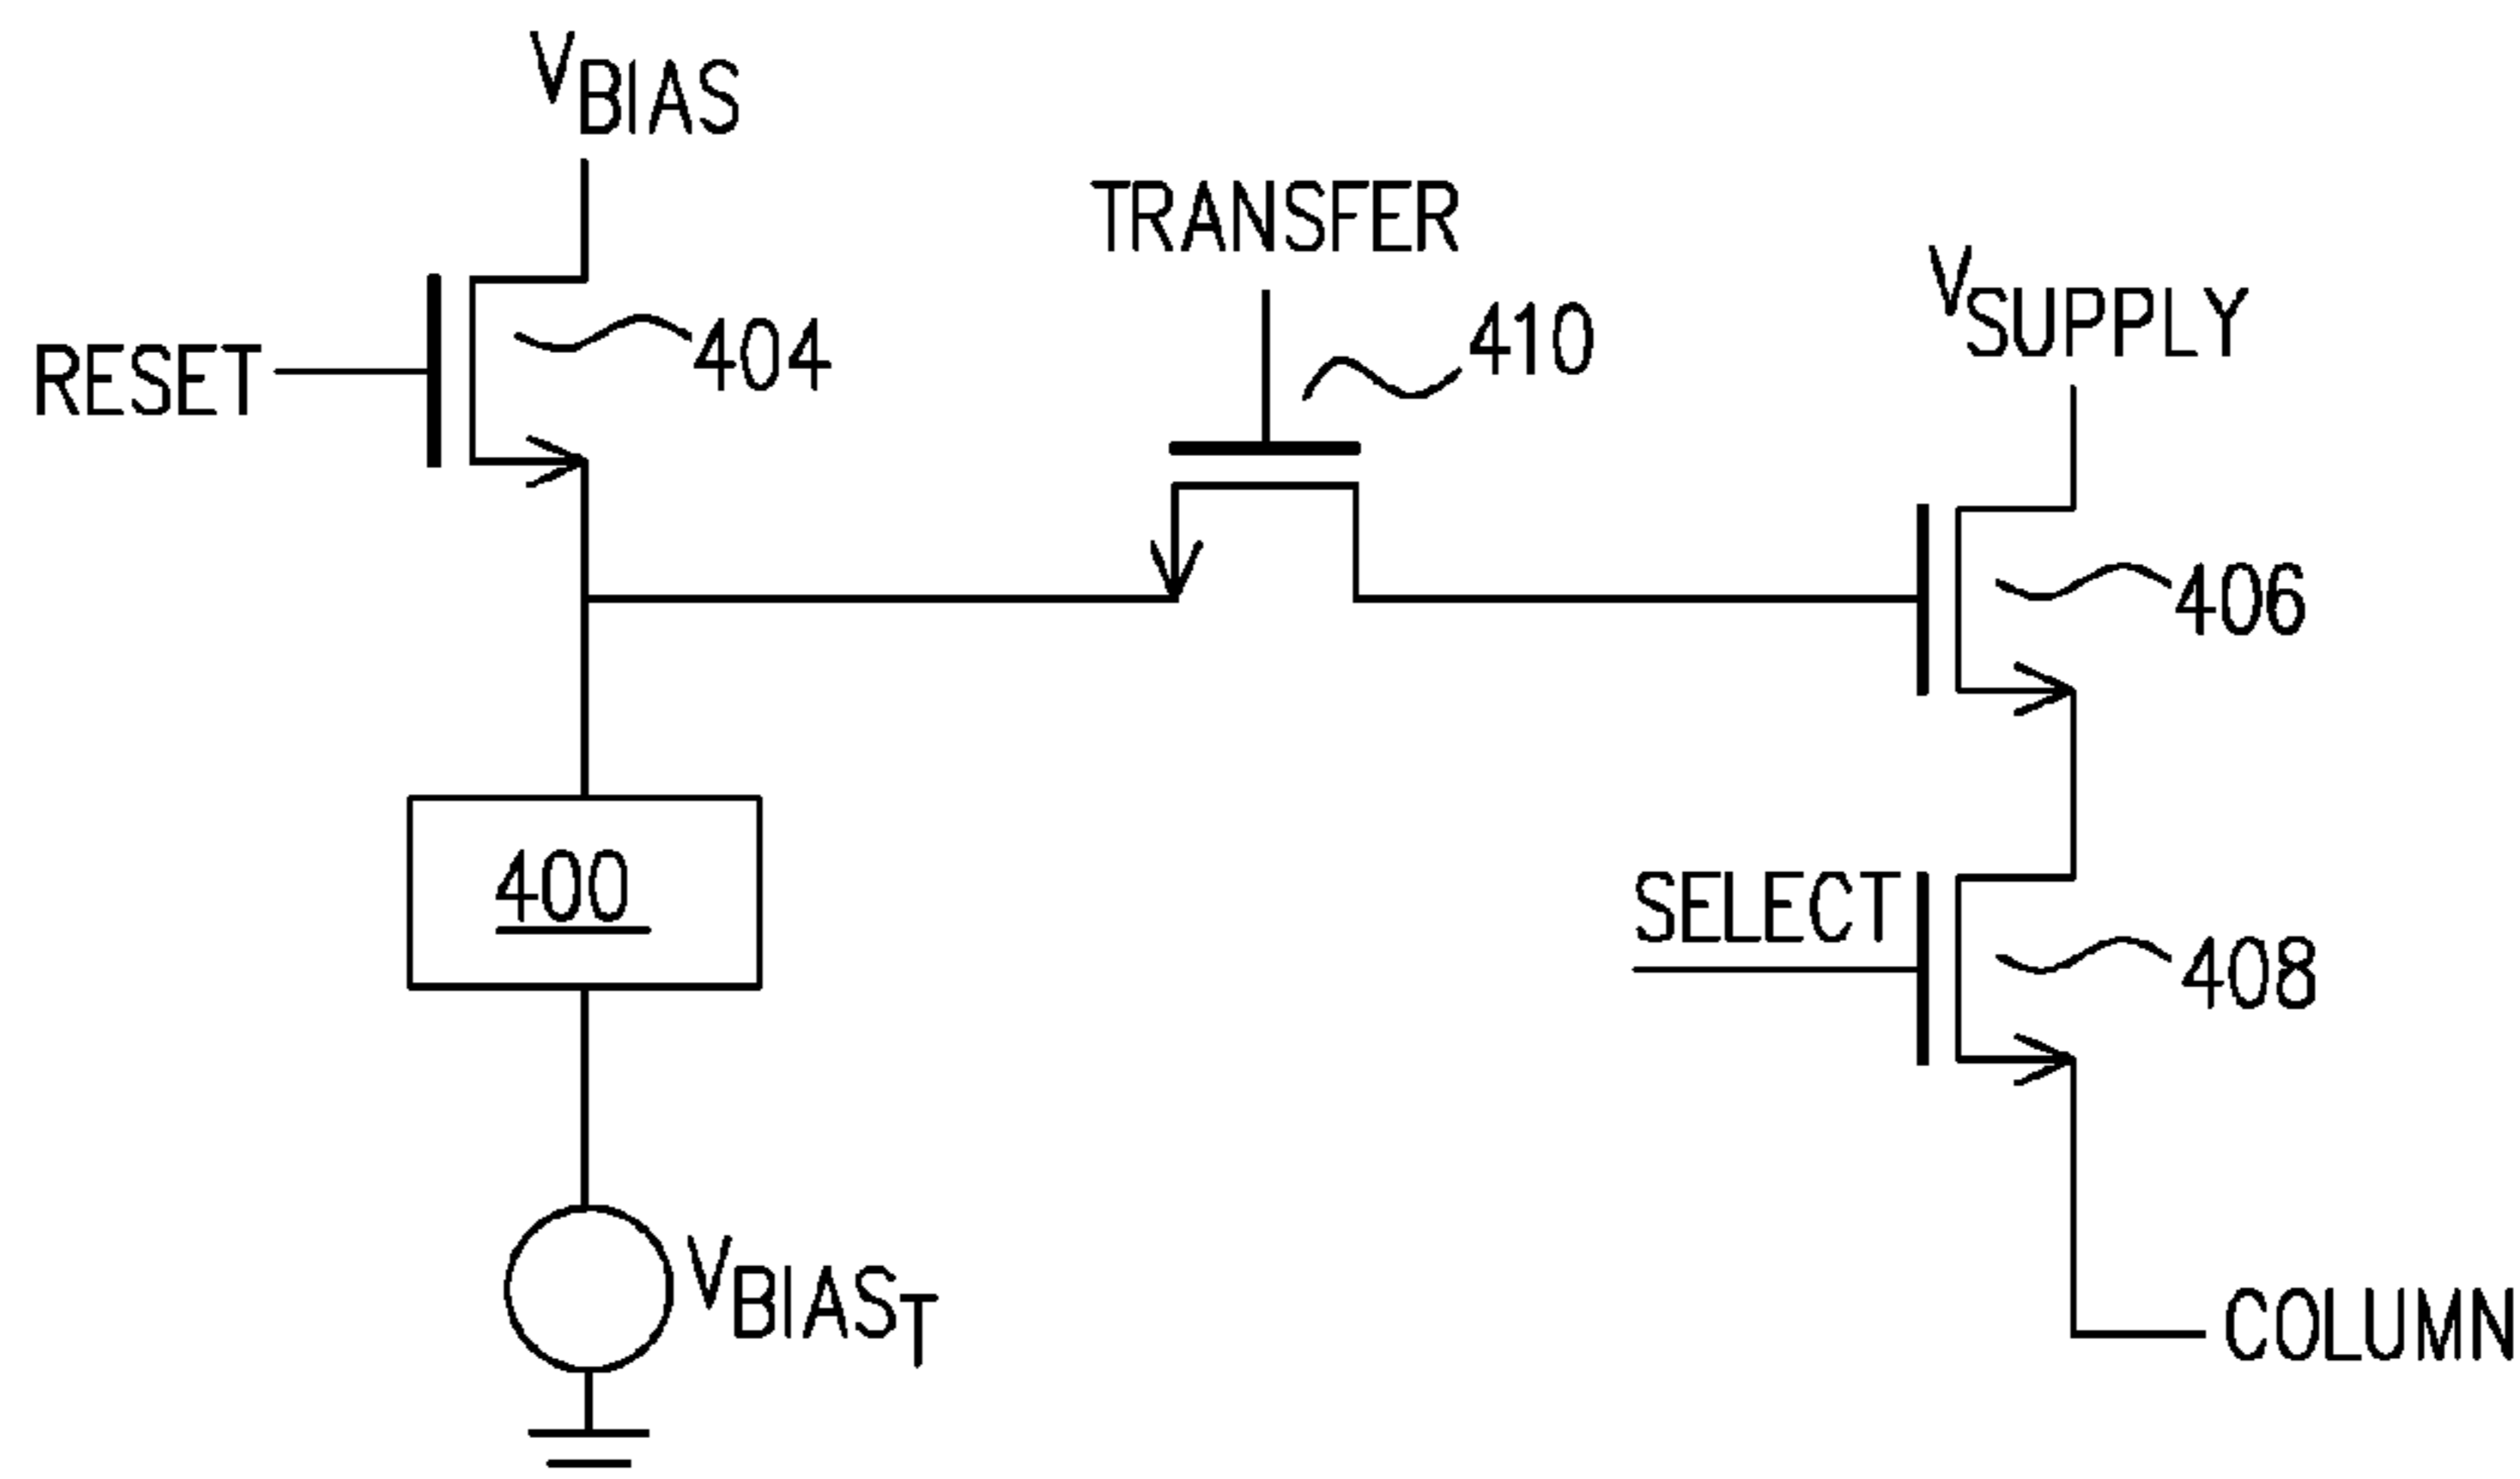 VBIAS
TRANSFER
VSUPPLY
410
RESET
404
406
400
SELECT
408
VBIAST
COLUMN